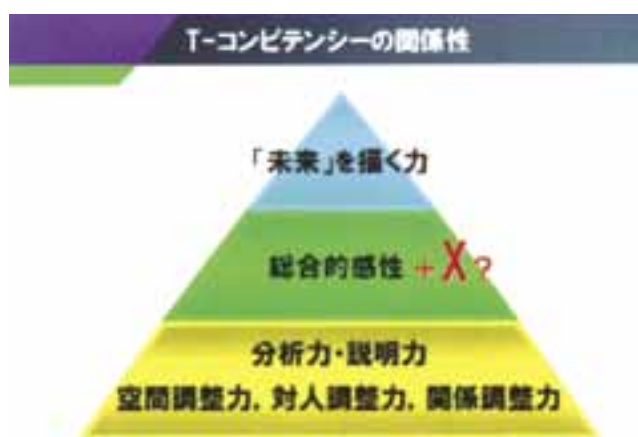 T-コンピテンシーの関係性
「未来」を描く力
総合的感性 + X ?
分析力・説明力
空間調整力, 対人調整力, 関係調整力